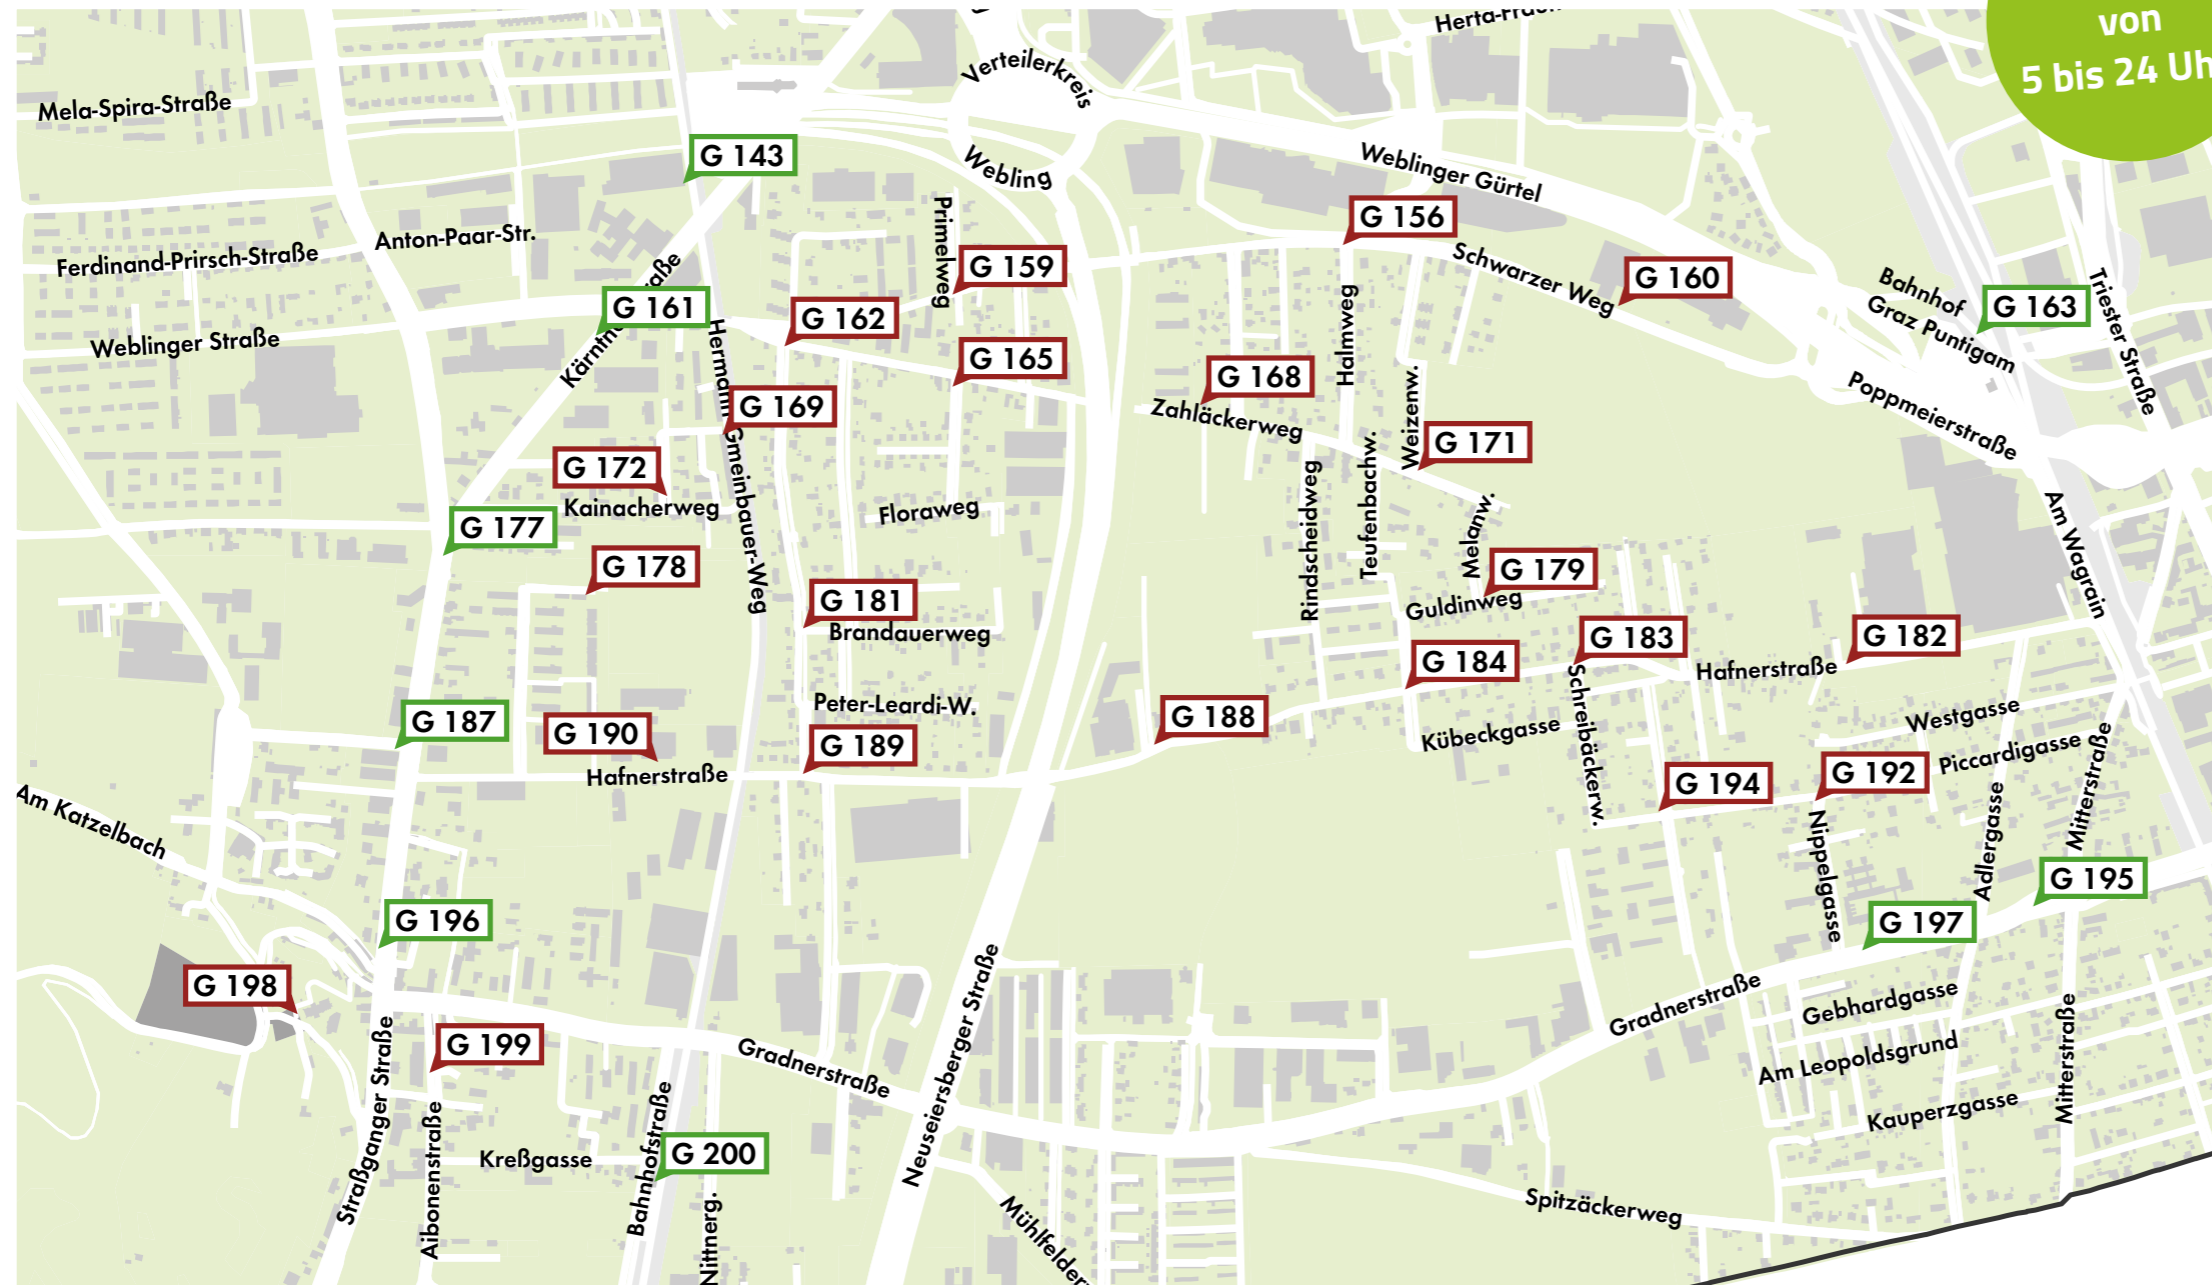 von
5 bis 24 Uh
Verteilerkreis
Mela-Spira-Straße
G 143
Webling
Weblinger Gürtel
Primelweg
G 156
Anton-Paar-Str.
Ferdinand-Prirsch-Straße
G 159
Schwarzer Weg
G 160
Bahnhof
Graz Puntigam
G 163
Triester Straße
G 161
G 162
Weblinger Straße
Hermann-Gmeinbauer-Weg
Halmweg
G 165
G 168
Poppmeierstraße
G 169
Zahläckerweg
Weizenw.
G 171
G 172
Kainacherweg
Teufenbachw.
Rindscheidweg
Melanw.
Floraweg
G 177
Am Wagrain
G 178
G 179
Guldinweg
G 181
Brandauerweg
G 183
G 182
G 184
Hafnerstraße
Schreibäckerw.
Peter-Leardi-W.
G 187
G 188
Westgasse
Kübeckgasse
G 190
G 189
Piccardigasse
Mitterstraße
Hafnerstraße
G 194
G 192
Am Katzelbach
Nippelgasse
Adlergasse
G 195
G 196
G 197
G 198
Neuseiersberger Straße
Gradnerstraße
Gebhardgasse
Straßganger Straße
G 199
Gradnerstraße
Am Leopoldsgrund
Mitterstraße
Kauperzgasse
Aibonenstraße
Kreßgasse
Bahnhofstraße
G 200
Nittnerg.
Spitzäckerweg